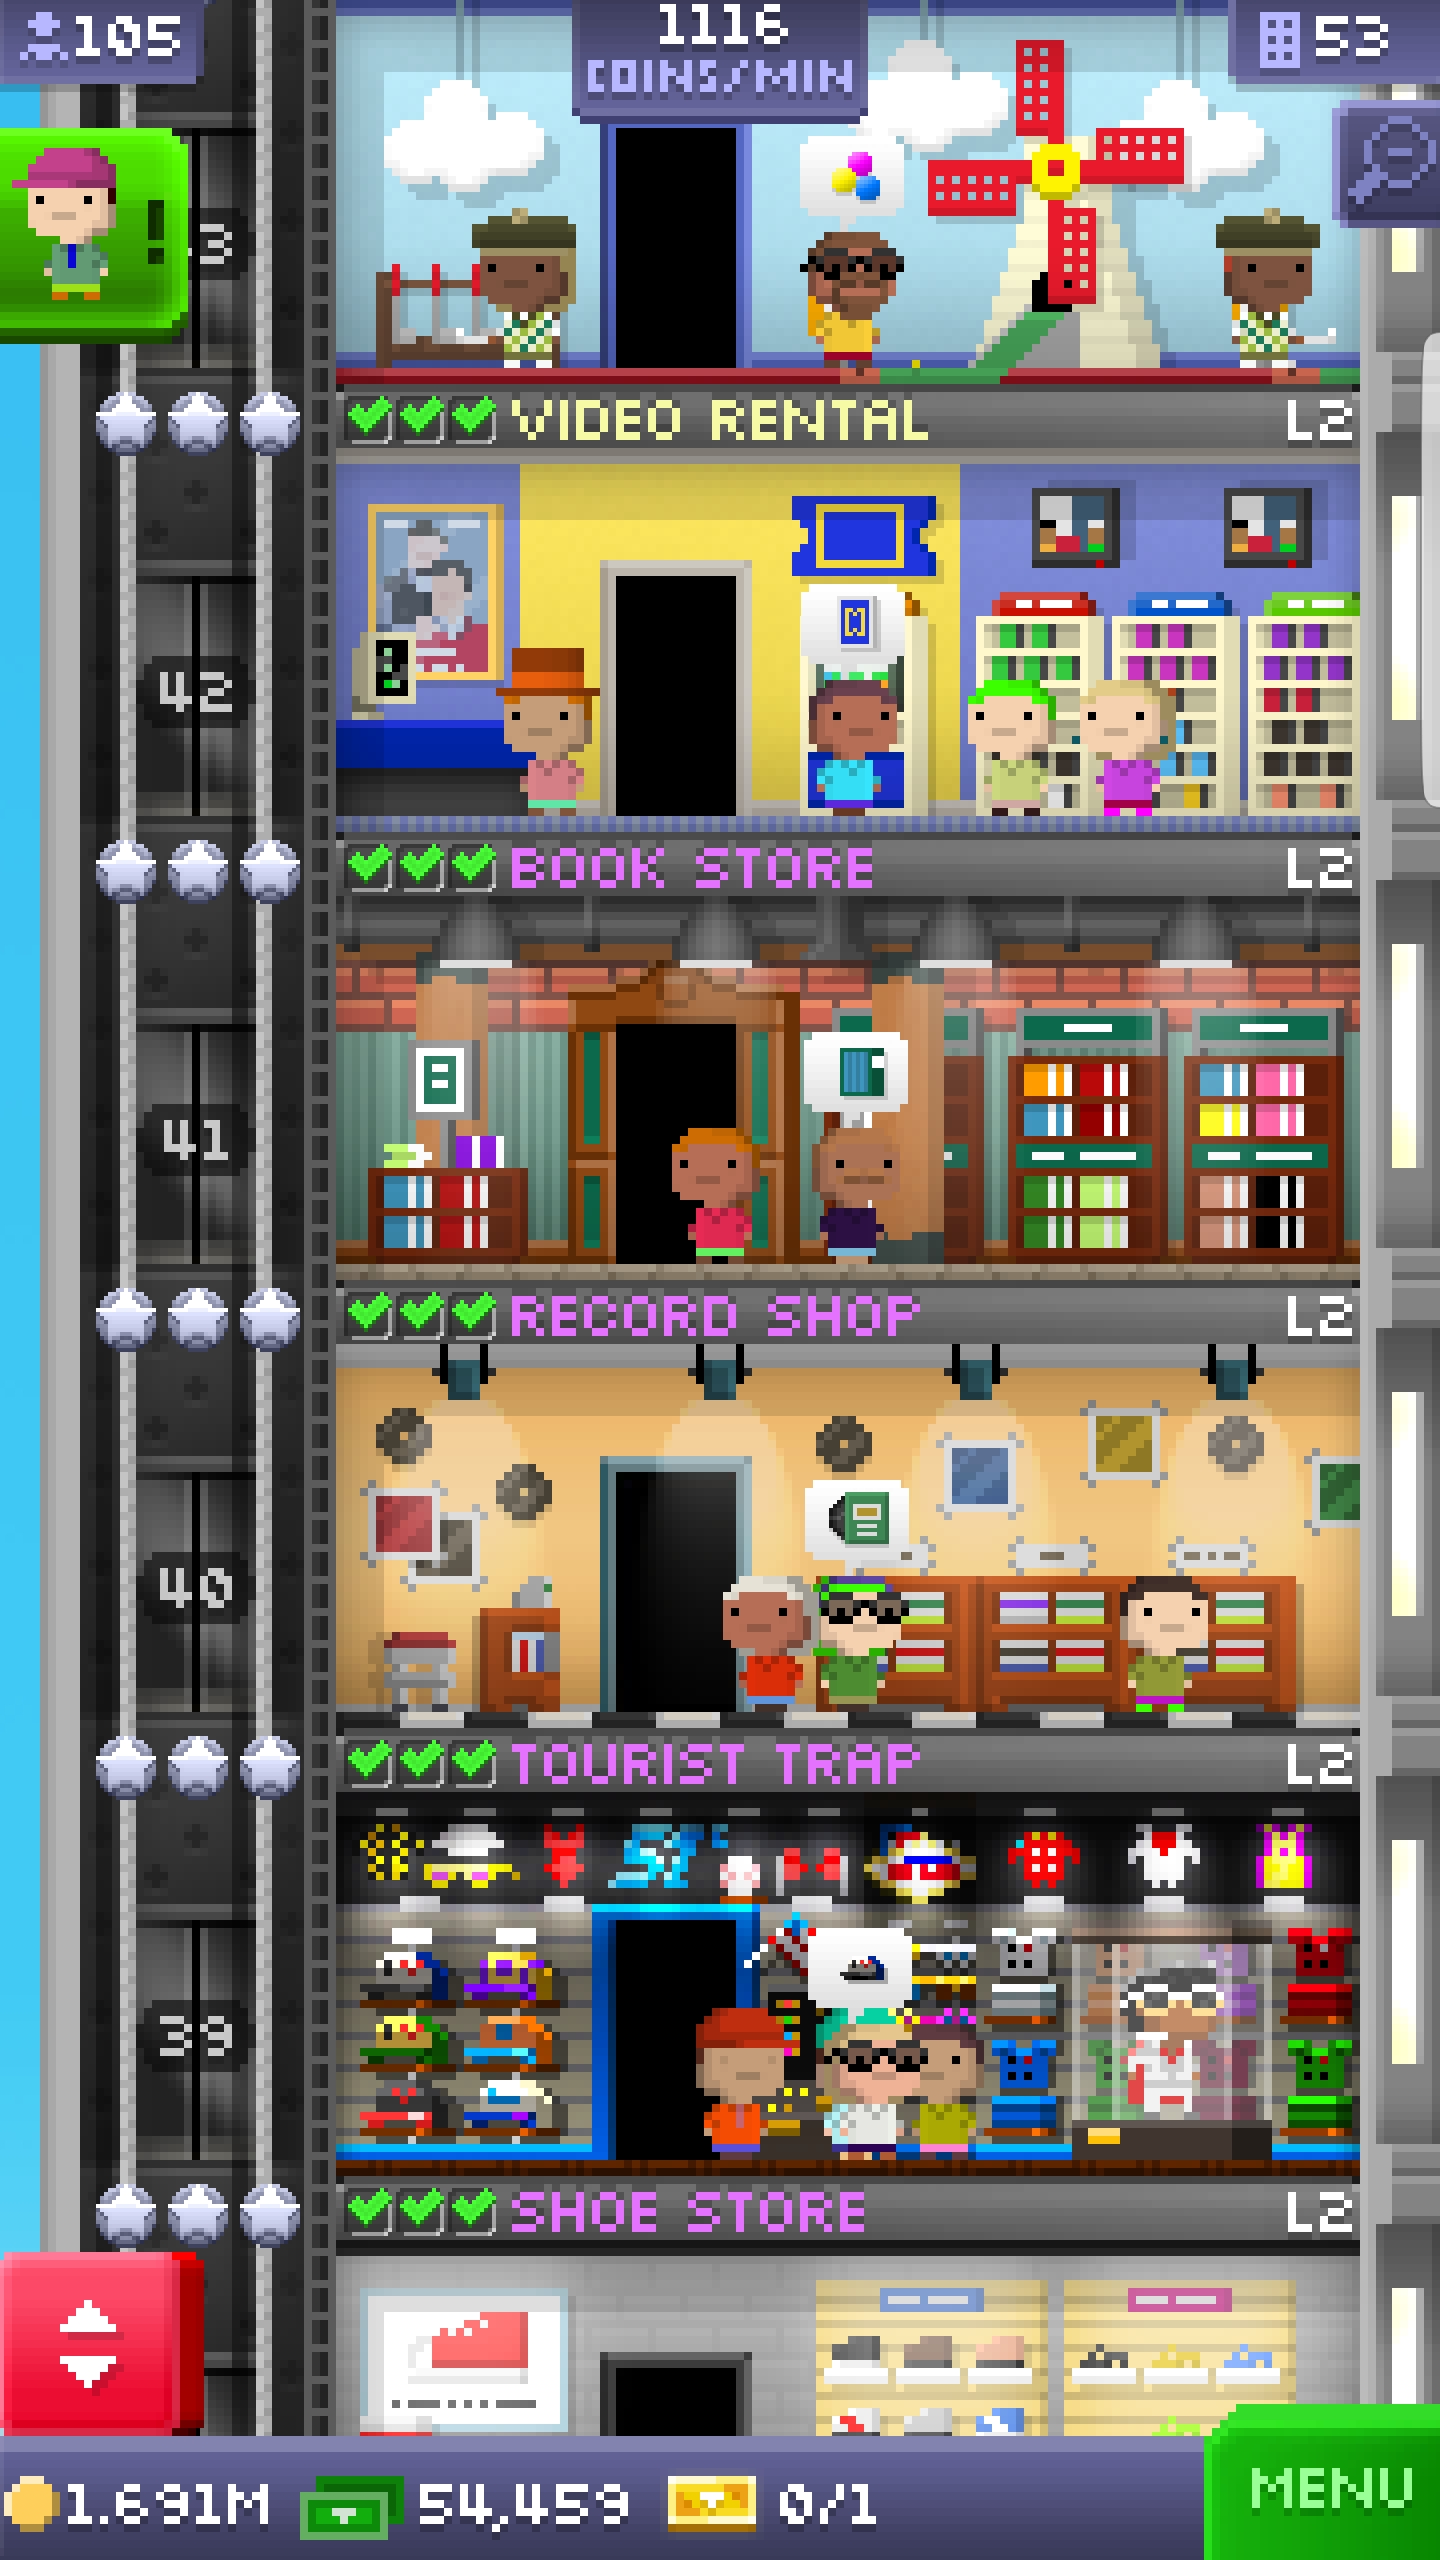 105
1116
COINS/MIN
53
!
3
VIDEO RENTAL L2
42
BOOK STORE L2
41
RECORD SHOP L2
40
TOURIST TRAP L2
39
SHOE STORE L2
1.691M 54,459 0/1
MENU